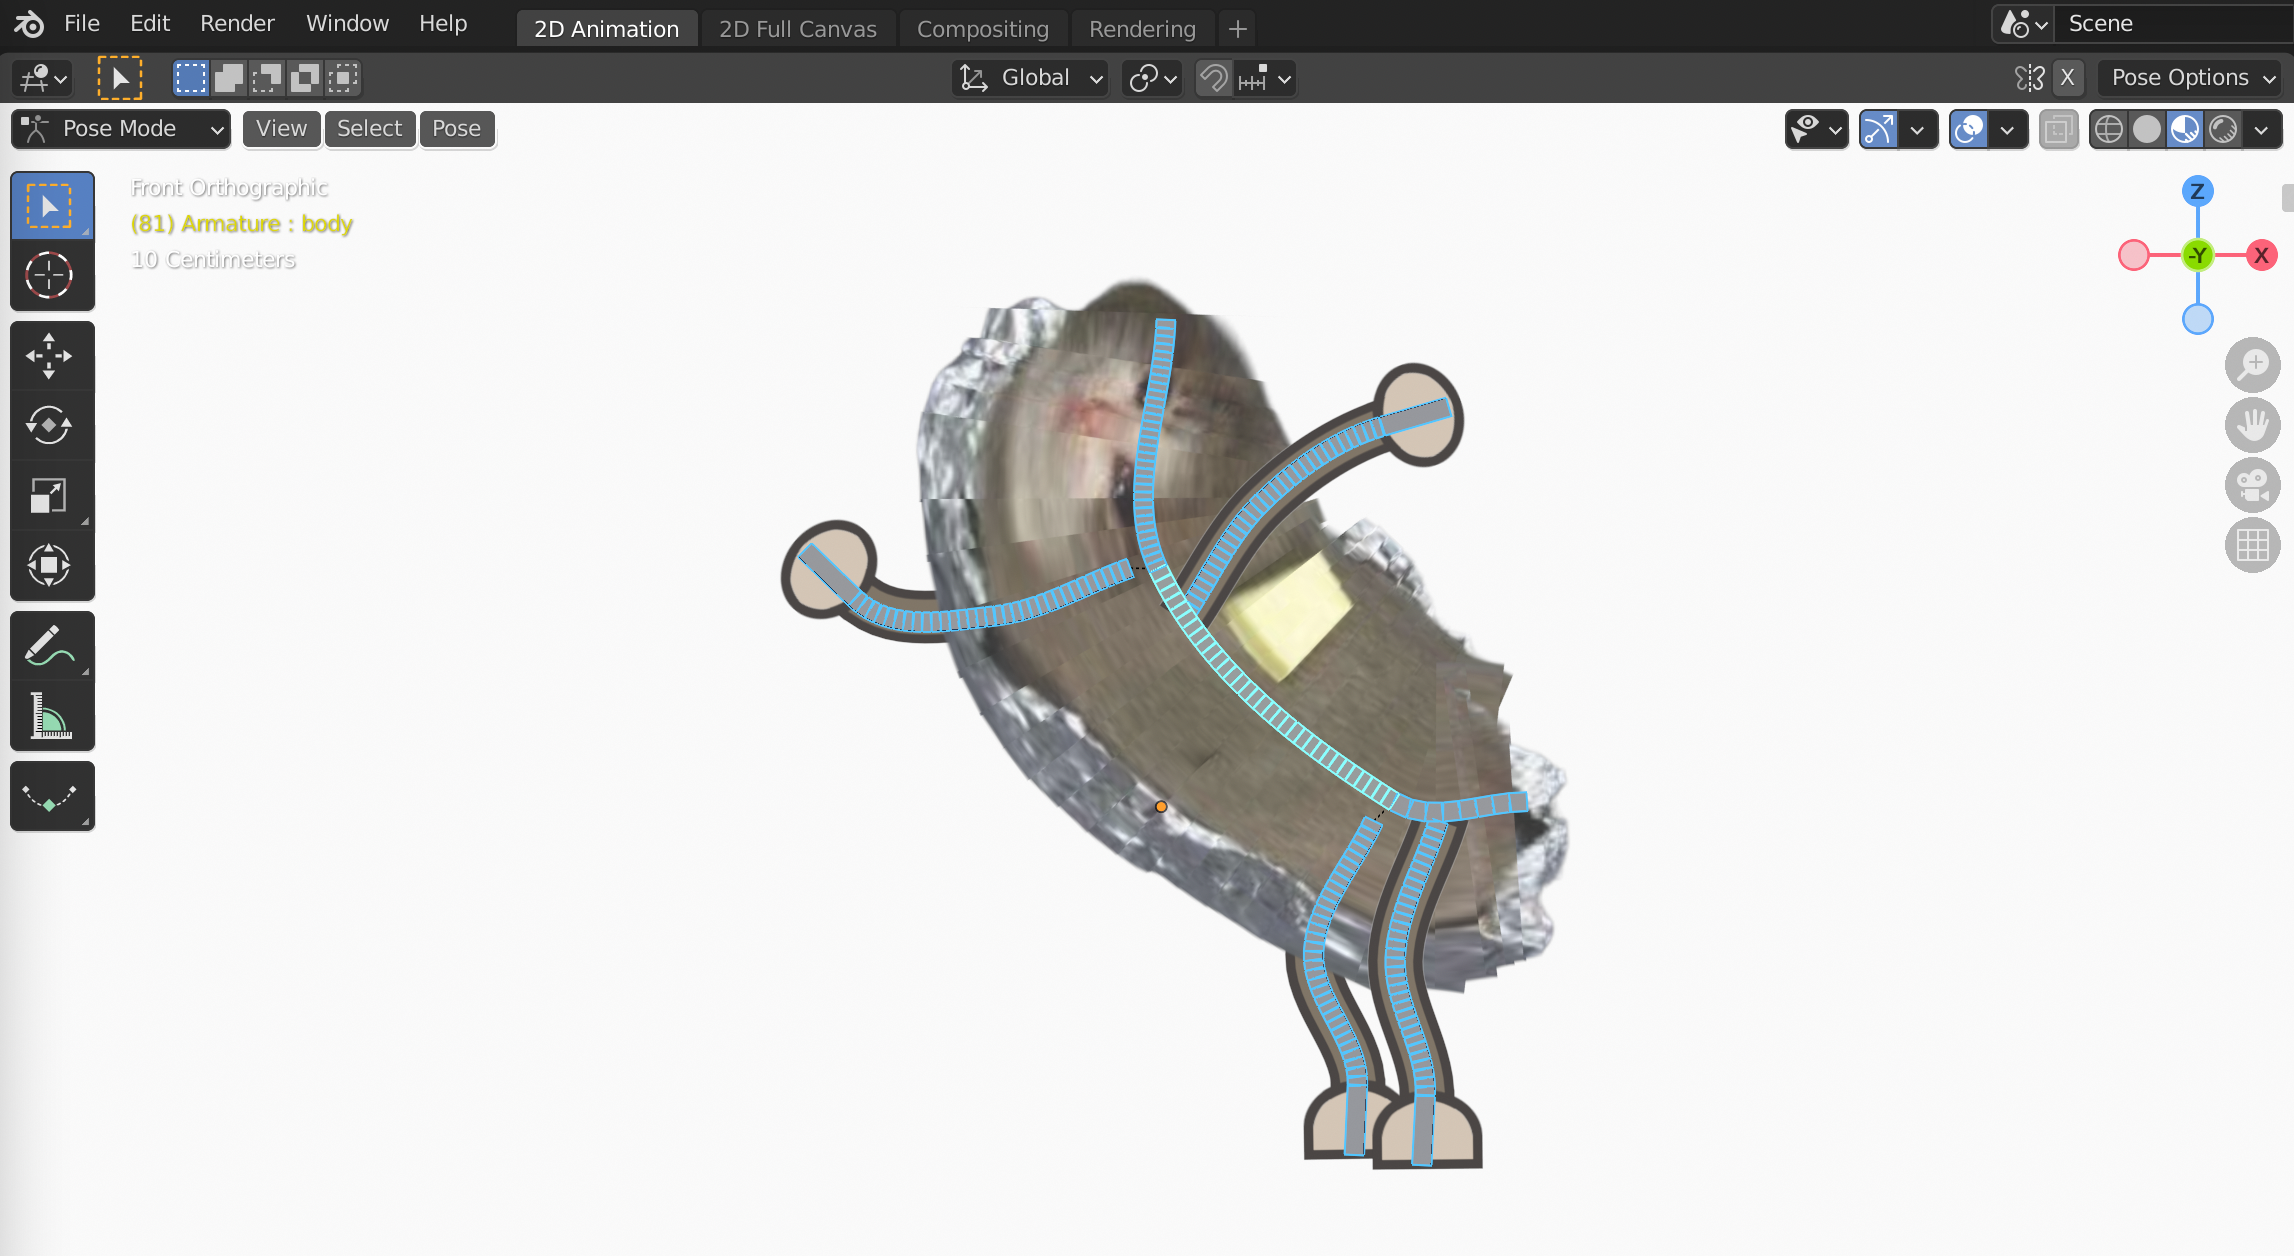 File Edit Render Window Help 2D Animation 2D Full Canvas Compositing Rendering + Scene
Global X Pose Options
Pose Mode View Select Pose
Front Orthographic
(81) Armature : body
10 Centimeters
Z
-Y X